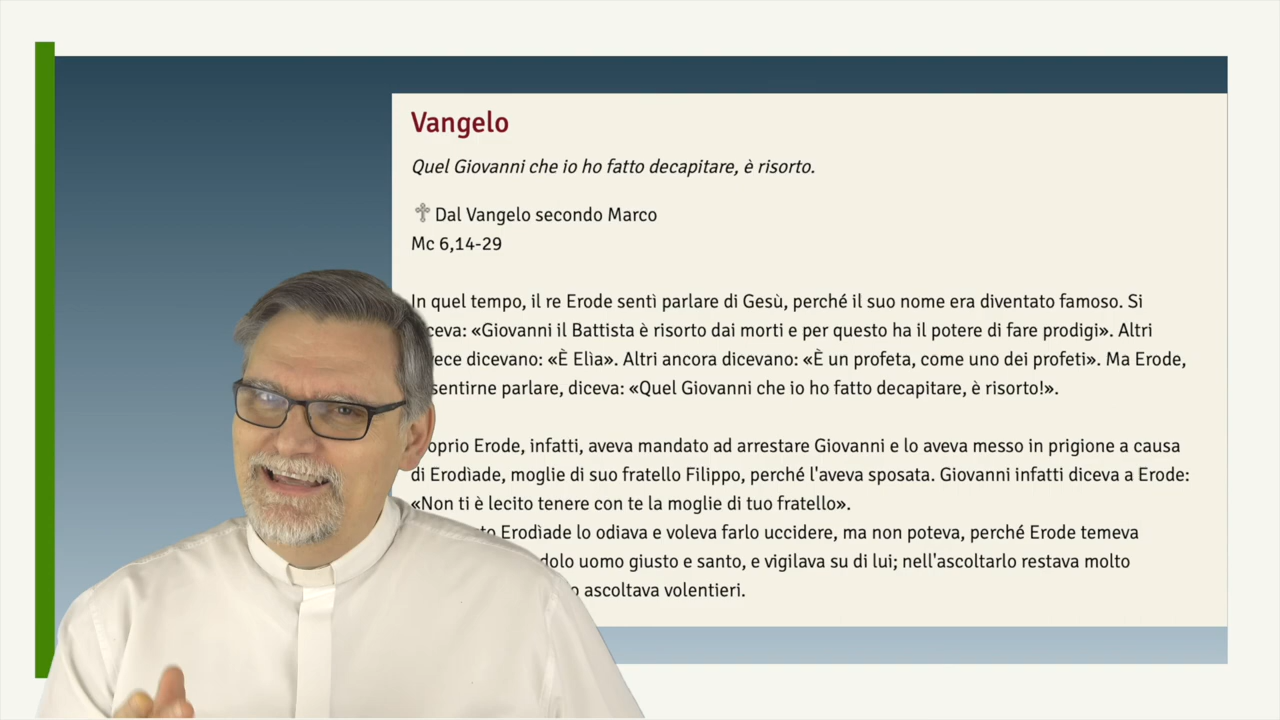 Vangelo
Quel Giovanni che io ho fatto decapitare, è risorto.
Dal Vangelo secondo Marco
Mc 6,14-29
In quel tempo, il re Erode sentì parlare di Gesù, perché il suo nome era diventato famoso. Si
ceva: «Giovanni il Battista è risorto dai morti e per questo ha il potere di fare prodigi». Altri
ece dicevano: «È Elìa». Altri ancora dicevano: «È un profeta, come uno dei profeti». Ma Erode,
sentirne parlare, diceva: «Quel Giovanni che io ho fatto decapitare, è risorto!».
oprio Erode, infatti, aveva mandato ad arrestare Giovanni e lo aveva messo in prigione a causa
di Erodìade, moglie di suo fratello Filippo, perché l'aveva sposata. Giovanni infatti diceva a Erode:
«Non ti è lecito tenere con te la moglie di tuo fratello».
to Erodìade lo odiava e voleva farlo uccidere, ma non poteva, perché Erode temeva
dolo uomo giusto e santo, e vigilava su di lui; nell'ascoltarlo restava molto
o ascoltava volentieri.